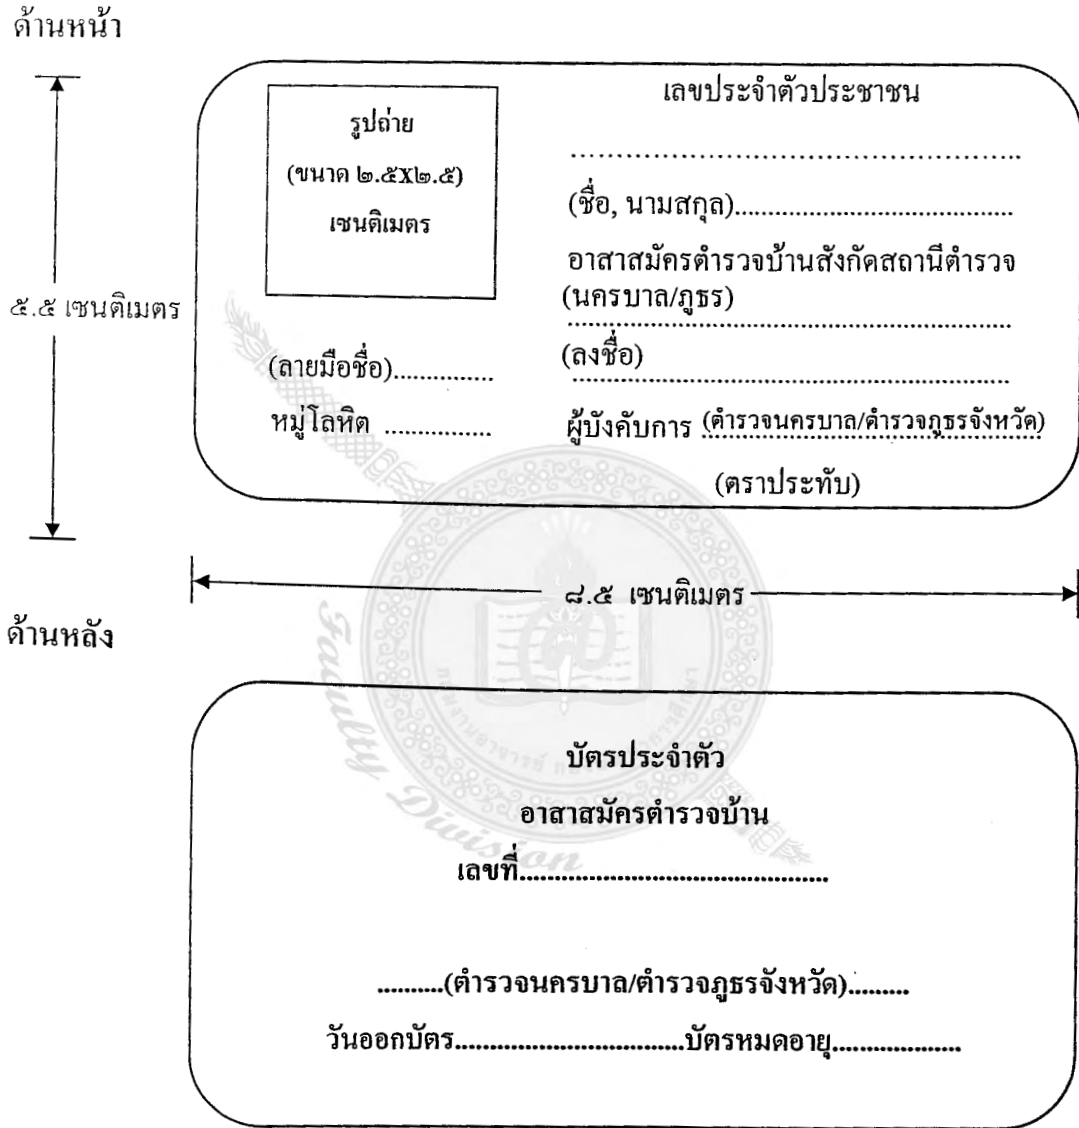 ด้านหน้า
รูปถ่าย
(ขนาด ๒.๕X๒.๕)
เซนติเมตร
(ลายมือชื่อ)..............
หมู่โลหิต ..............
เลขประจำตัวประชาชน
................................................
(ชื่อ, นามสกุล)........................................
อาสาสมัครตำรวจบ้านสังกัดสถานีตำรวจ
(นครบาล/ภูธร)
(ลงชื่อ)
ผู้บังคับการ (ตำรวจนครบาล/ตำรวจภูธรจังหวัด)
(ตราประทับ)
๕.๕ เซนติเมตร
๘.๕ เซนติเมตร
ด้านหลัง
บัตรประจำตัว
อาสาสมัครตำรวจบ้าน
เลขที่............................................
.........(ตำรวจนครบาล/ตำรวจภูธรจังหวัด).........
วันออกบัตร................................บัตรหมดอายุ..................
Faculty Division